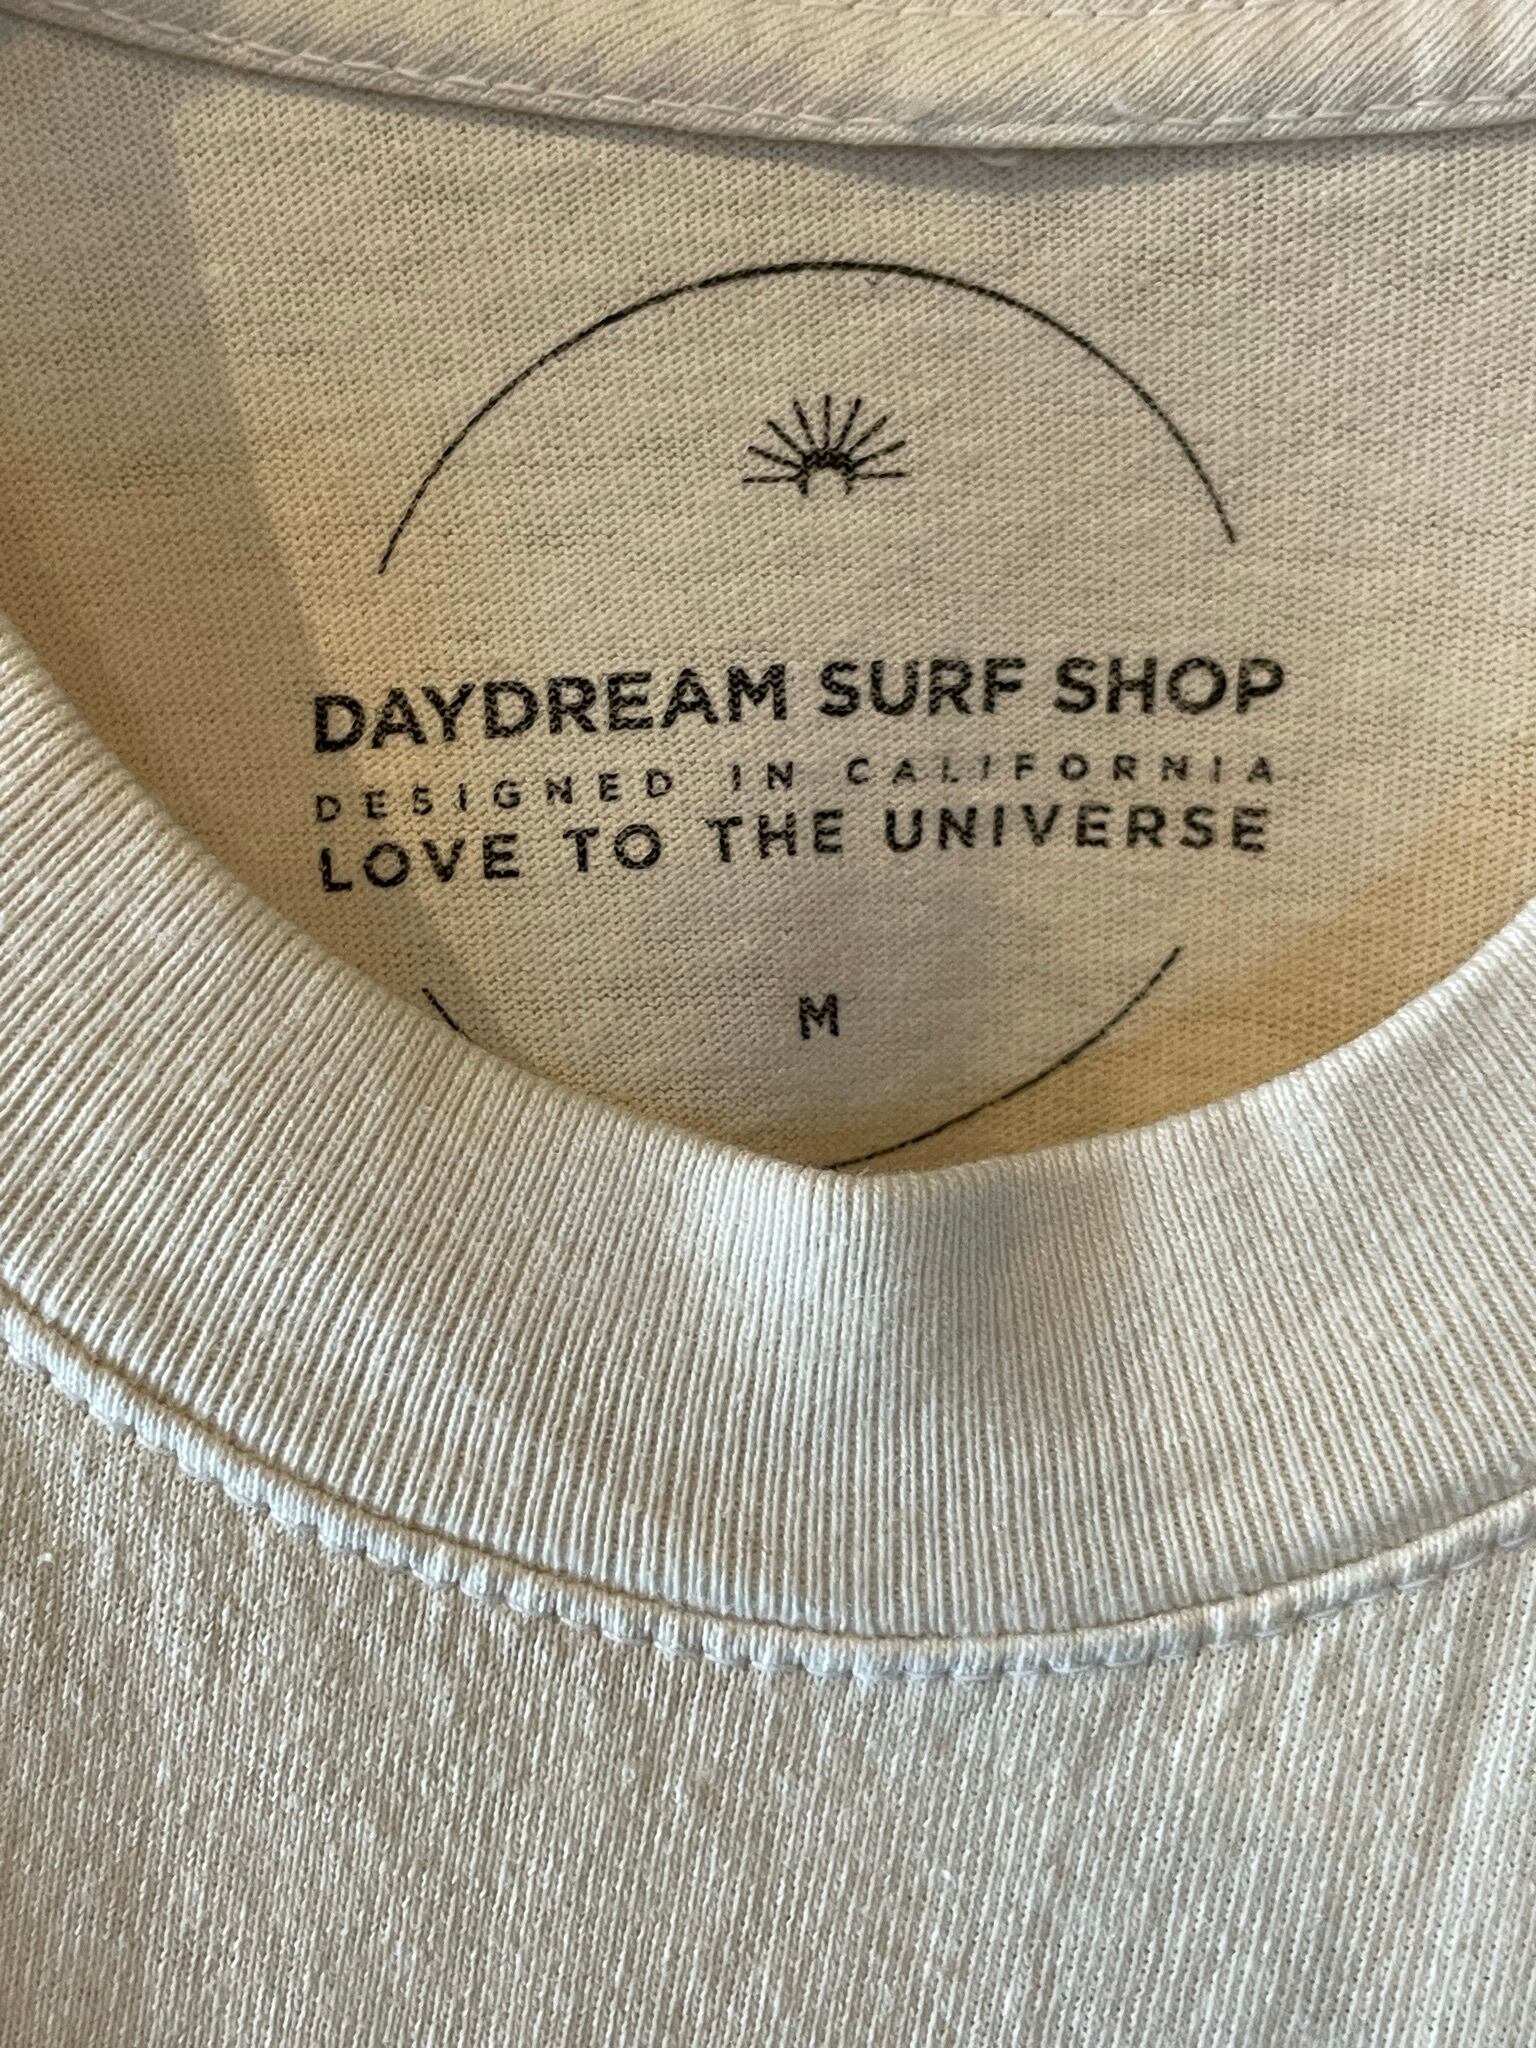 DAYDREAM SURF SHOP
DESIGNED IN CALIFORNIA
LOVE TO THE UNIVERSE
M